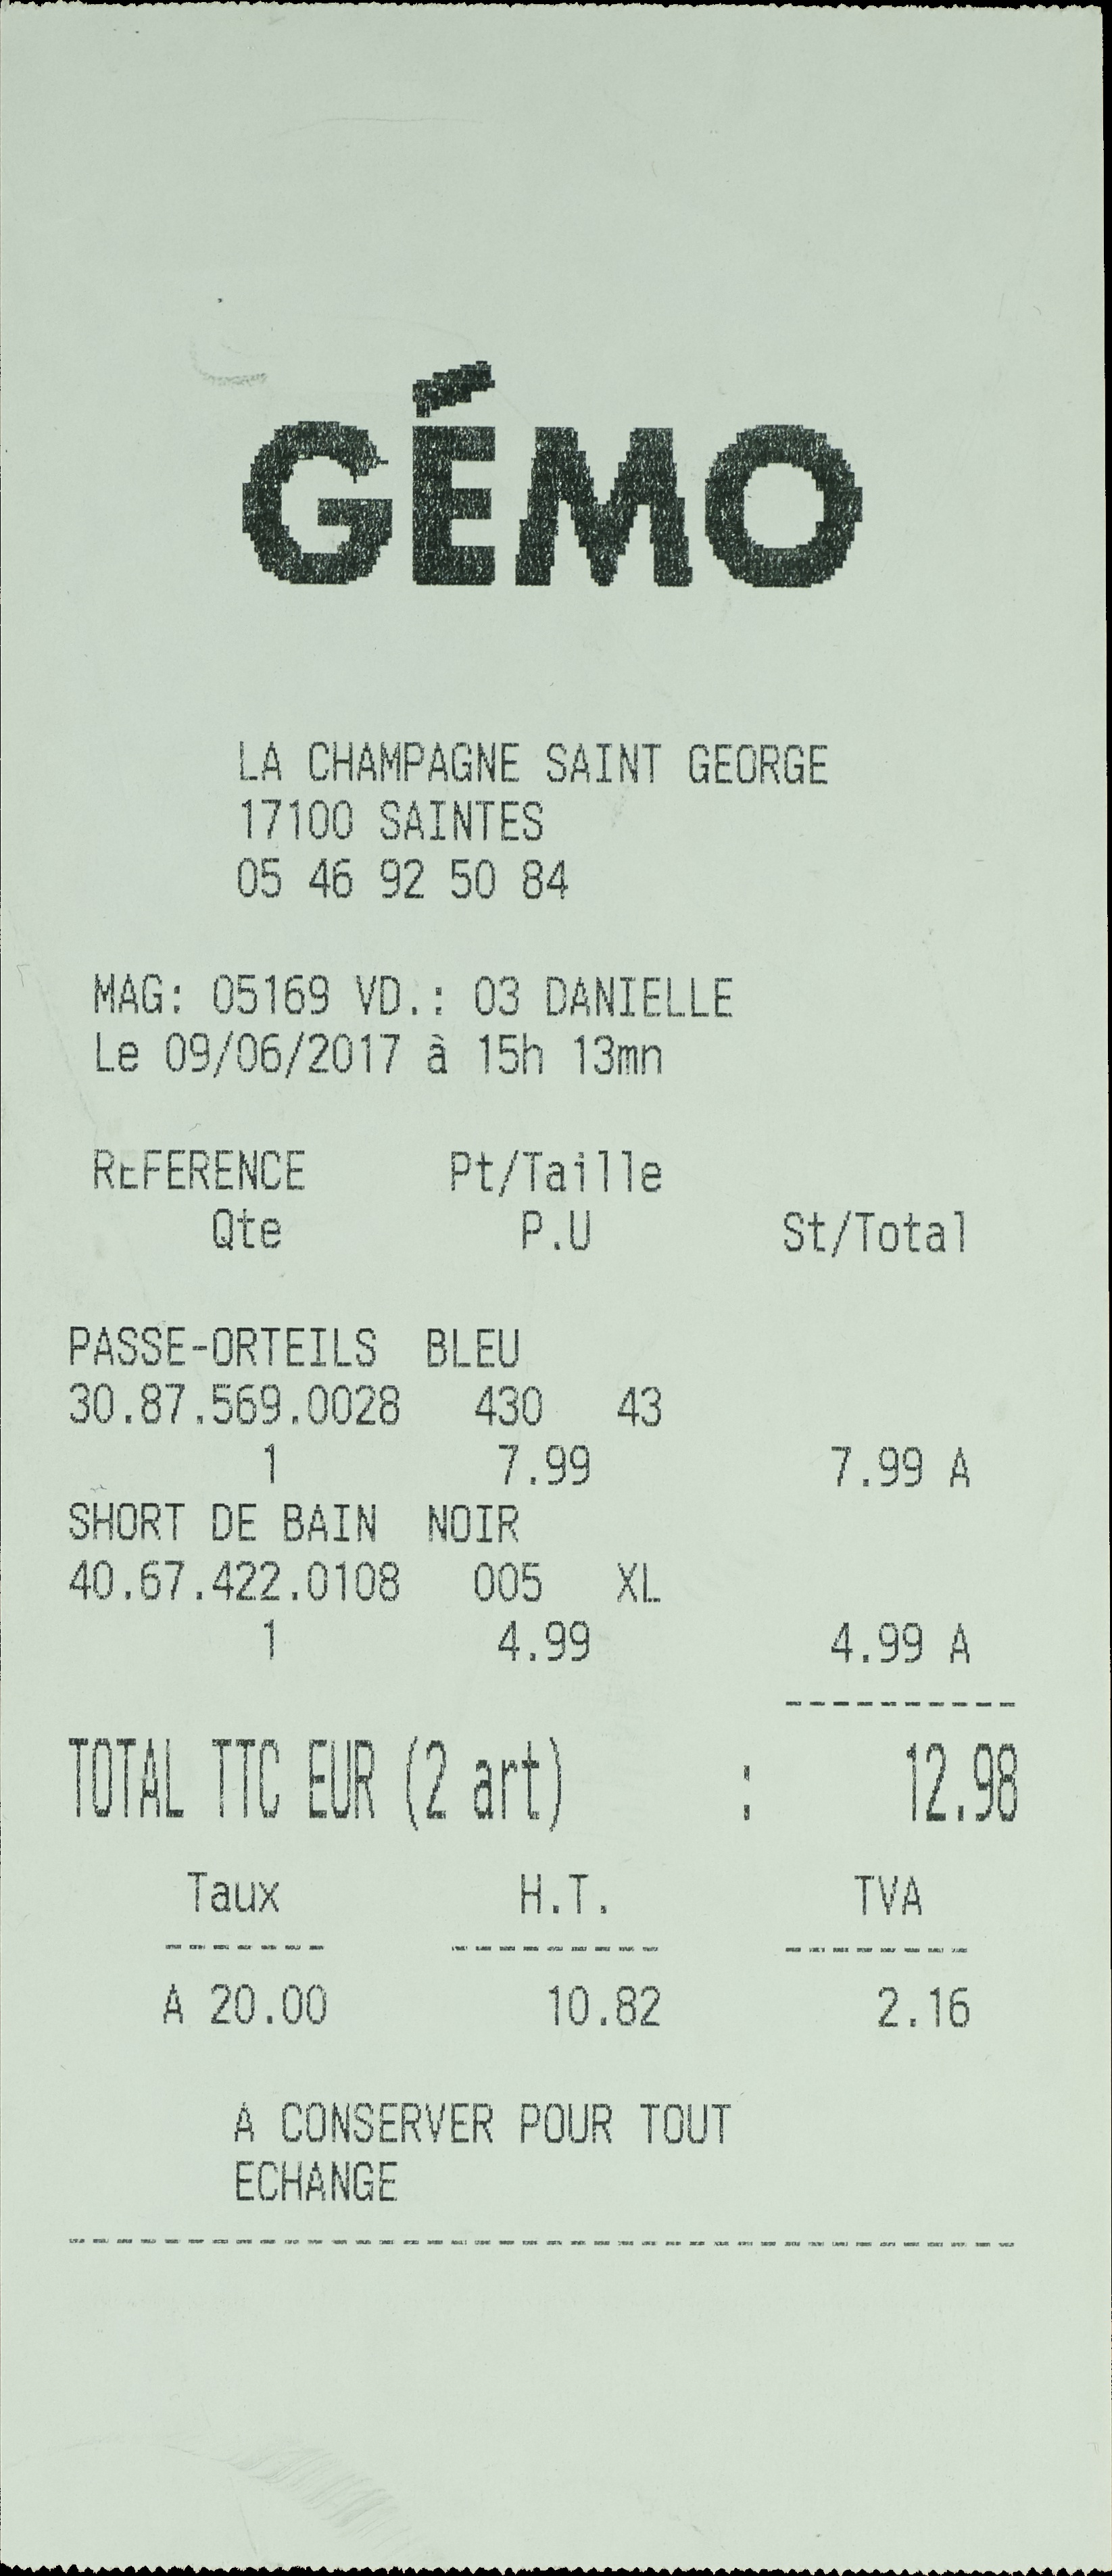 GÉMO
LA CHAMPAGNE SAINT GEORGE
17100 SAINTES
05 46 92 50 84
MAG: 05169 VD.: 03 DANIELLE
Le 09/06/2017 à 15h 13mn
REFERENCE Pt/Taille
Qte P.U St/Total
PASSE-ORTEILS BLEU
30.87.569.0028 430 43
1 7.99 7.99 A
SHORT DE BAIN NOIR
40.67.422.0108 005 XL
1 4.99 4.99 A
----------
TOTAL TTC EUR (2 art) : 12.98
Taux H.T. TVA
------- --------- --------
A 20.00 10.82 2.16
A CONSERVER POUR TOUT
ECHANGE
----------------------------------------